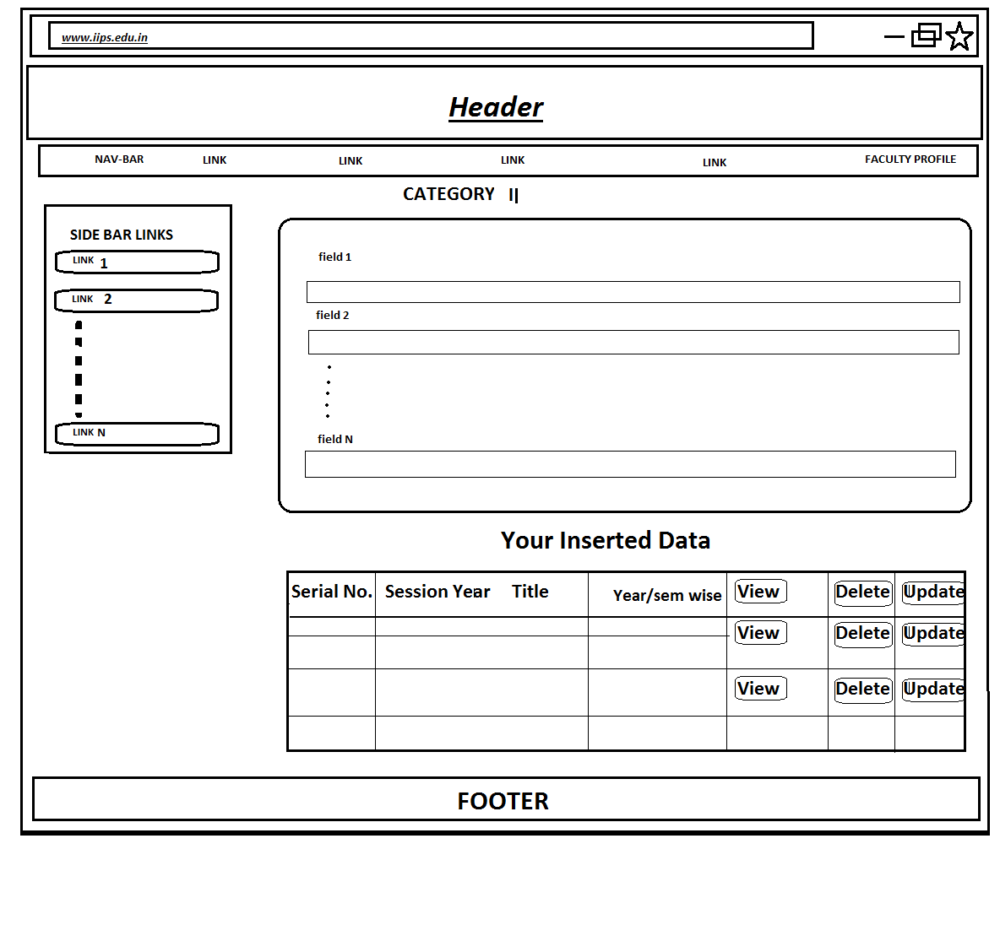 www.iips.edu.in
Header
NAV-BAR LINK LINK LINK LINK FACULTY PROFILE
CATEGORY II
SIDE BAR LINKS
LINK 1
LINK 2
LINK N
field 1
field 2
field N
Your Inserted Data
Serial No. Session Year Title Year/sem wise View Delete Update
View Delete Update
View Delete Update
FOOTER